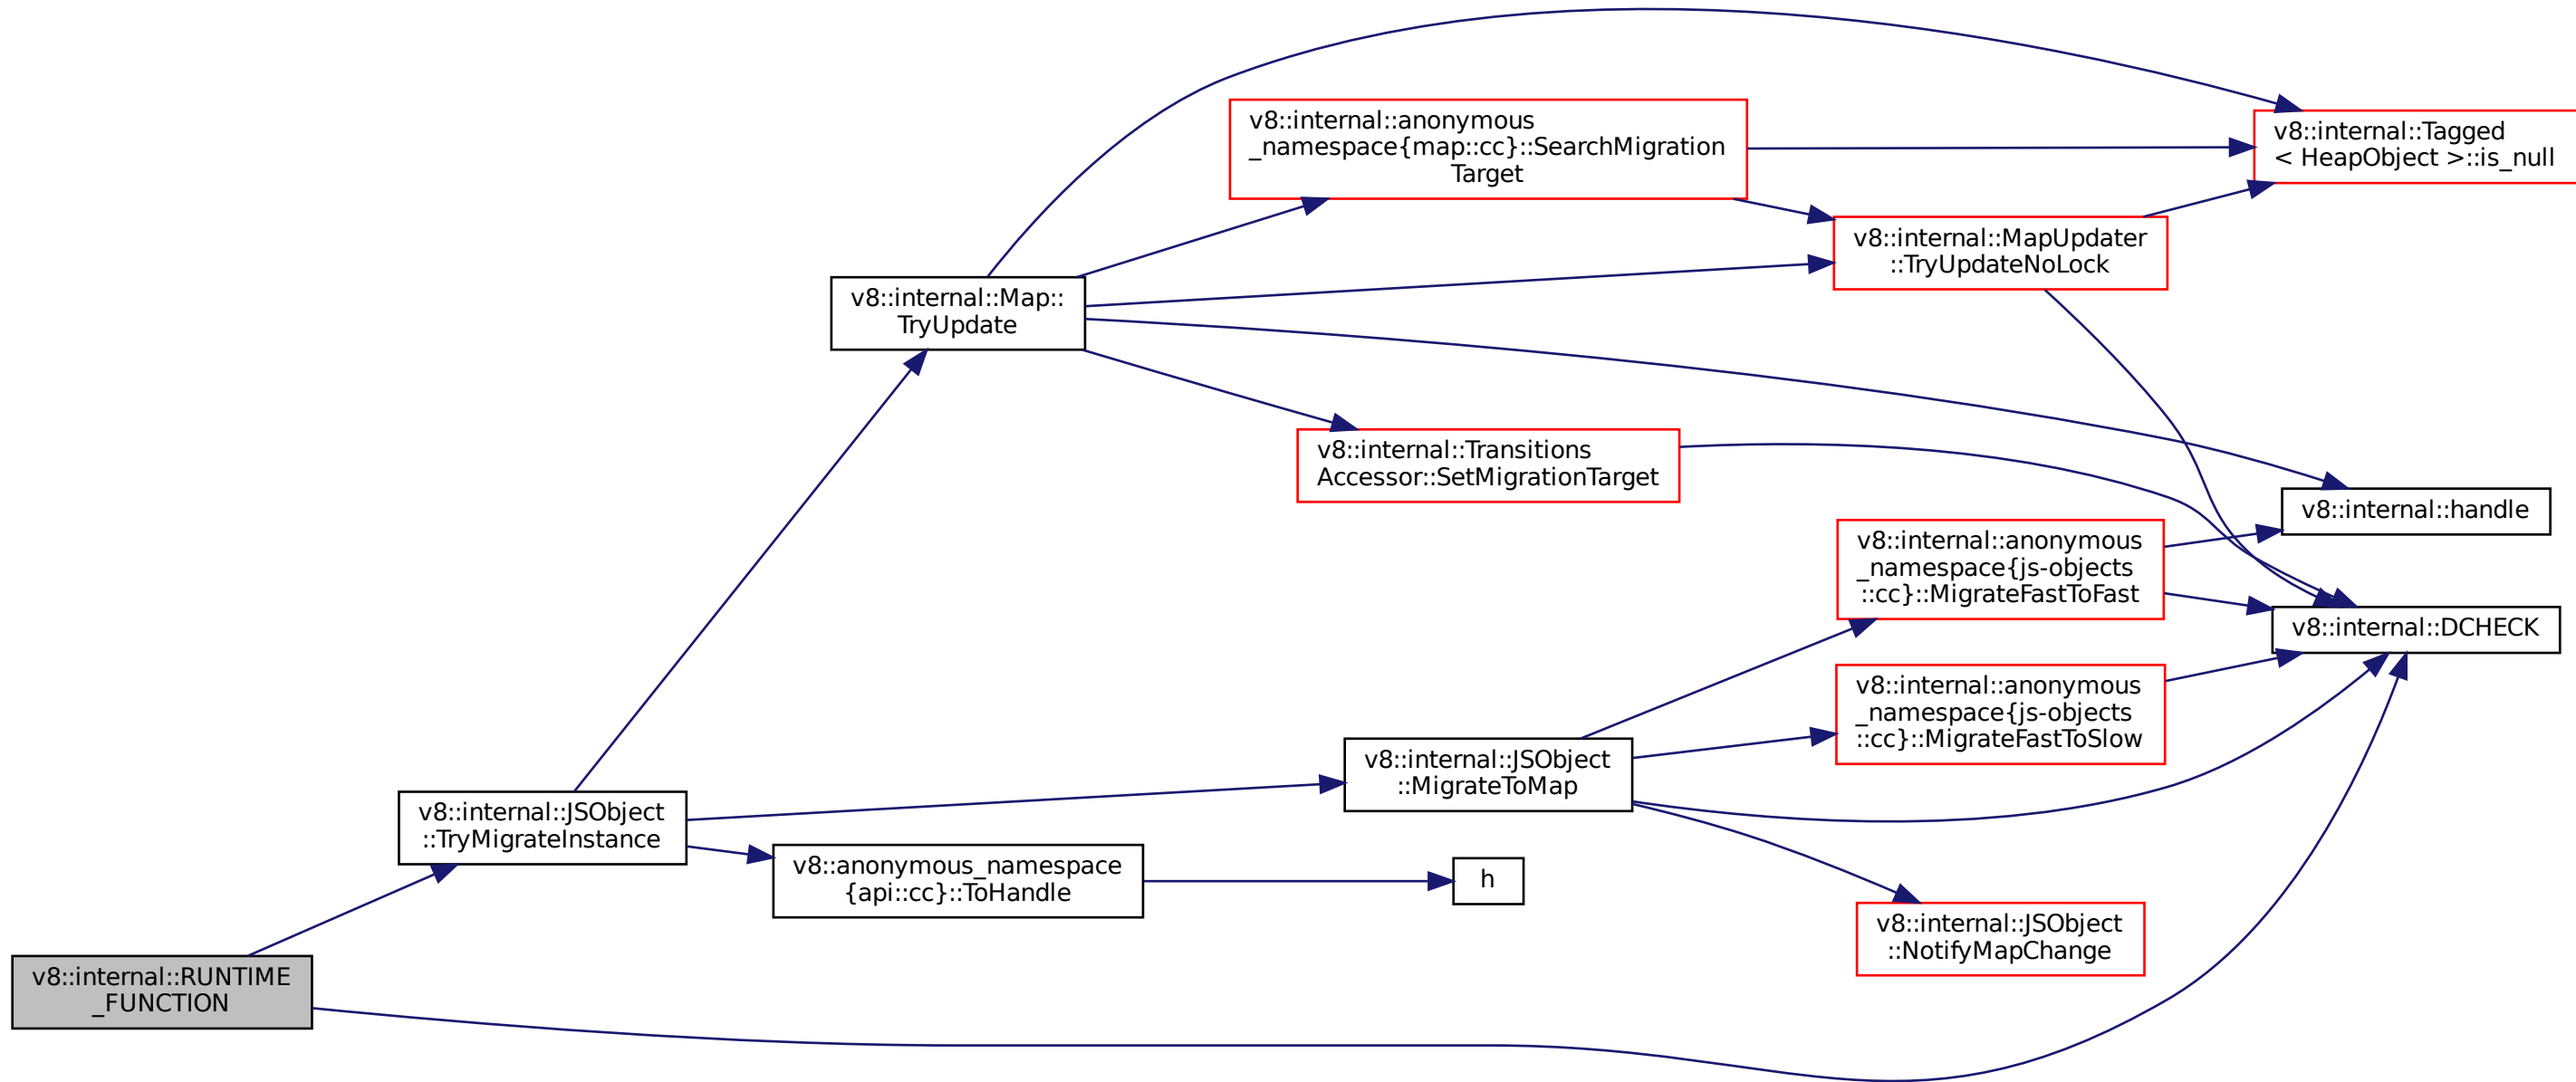 v8::internal::anonymous
_namespace{map::cc}::SearchMigration
Target
v8::internal::Tagged
< HeapObject >::is_null
v8::internal::MapUpdater
::TryUpdateNoLock
v8::internal::Map::
TryUpdate
v8::internal::Transitions
Accessor::SetMigrationTarget
v8::internal::handle
v8::internal::anonymous
_namespace{js-objects
::cc}::MigrateFastToFast
v8::internal::DCHECK
v8::internal::anonymous
_namespace{js-objects
::cc}::MigrateFastToSlow
v8::internal::JSObject
::MigrateToMap
v8::internal::JSObject
::TryMigrateInstance
v8::anonymous_namespace
{api::cc}::ToHandle
h
v8::internal::JSObject
::NotifyMapChange
v8::internal::RUNTIME
_FUNCTION